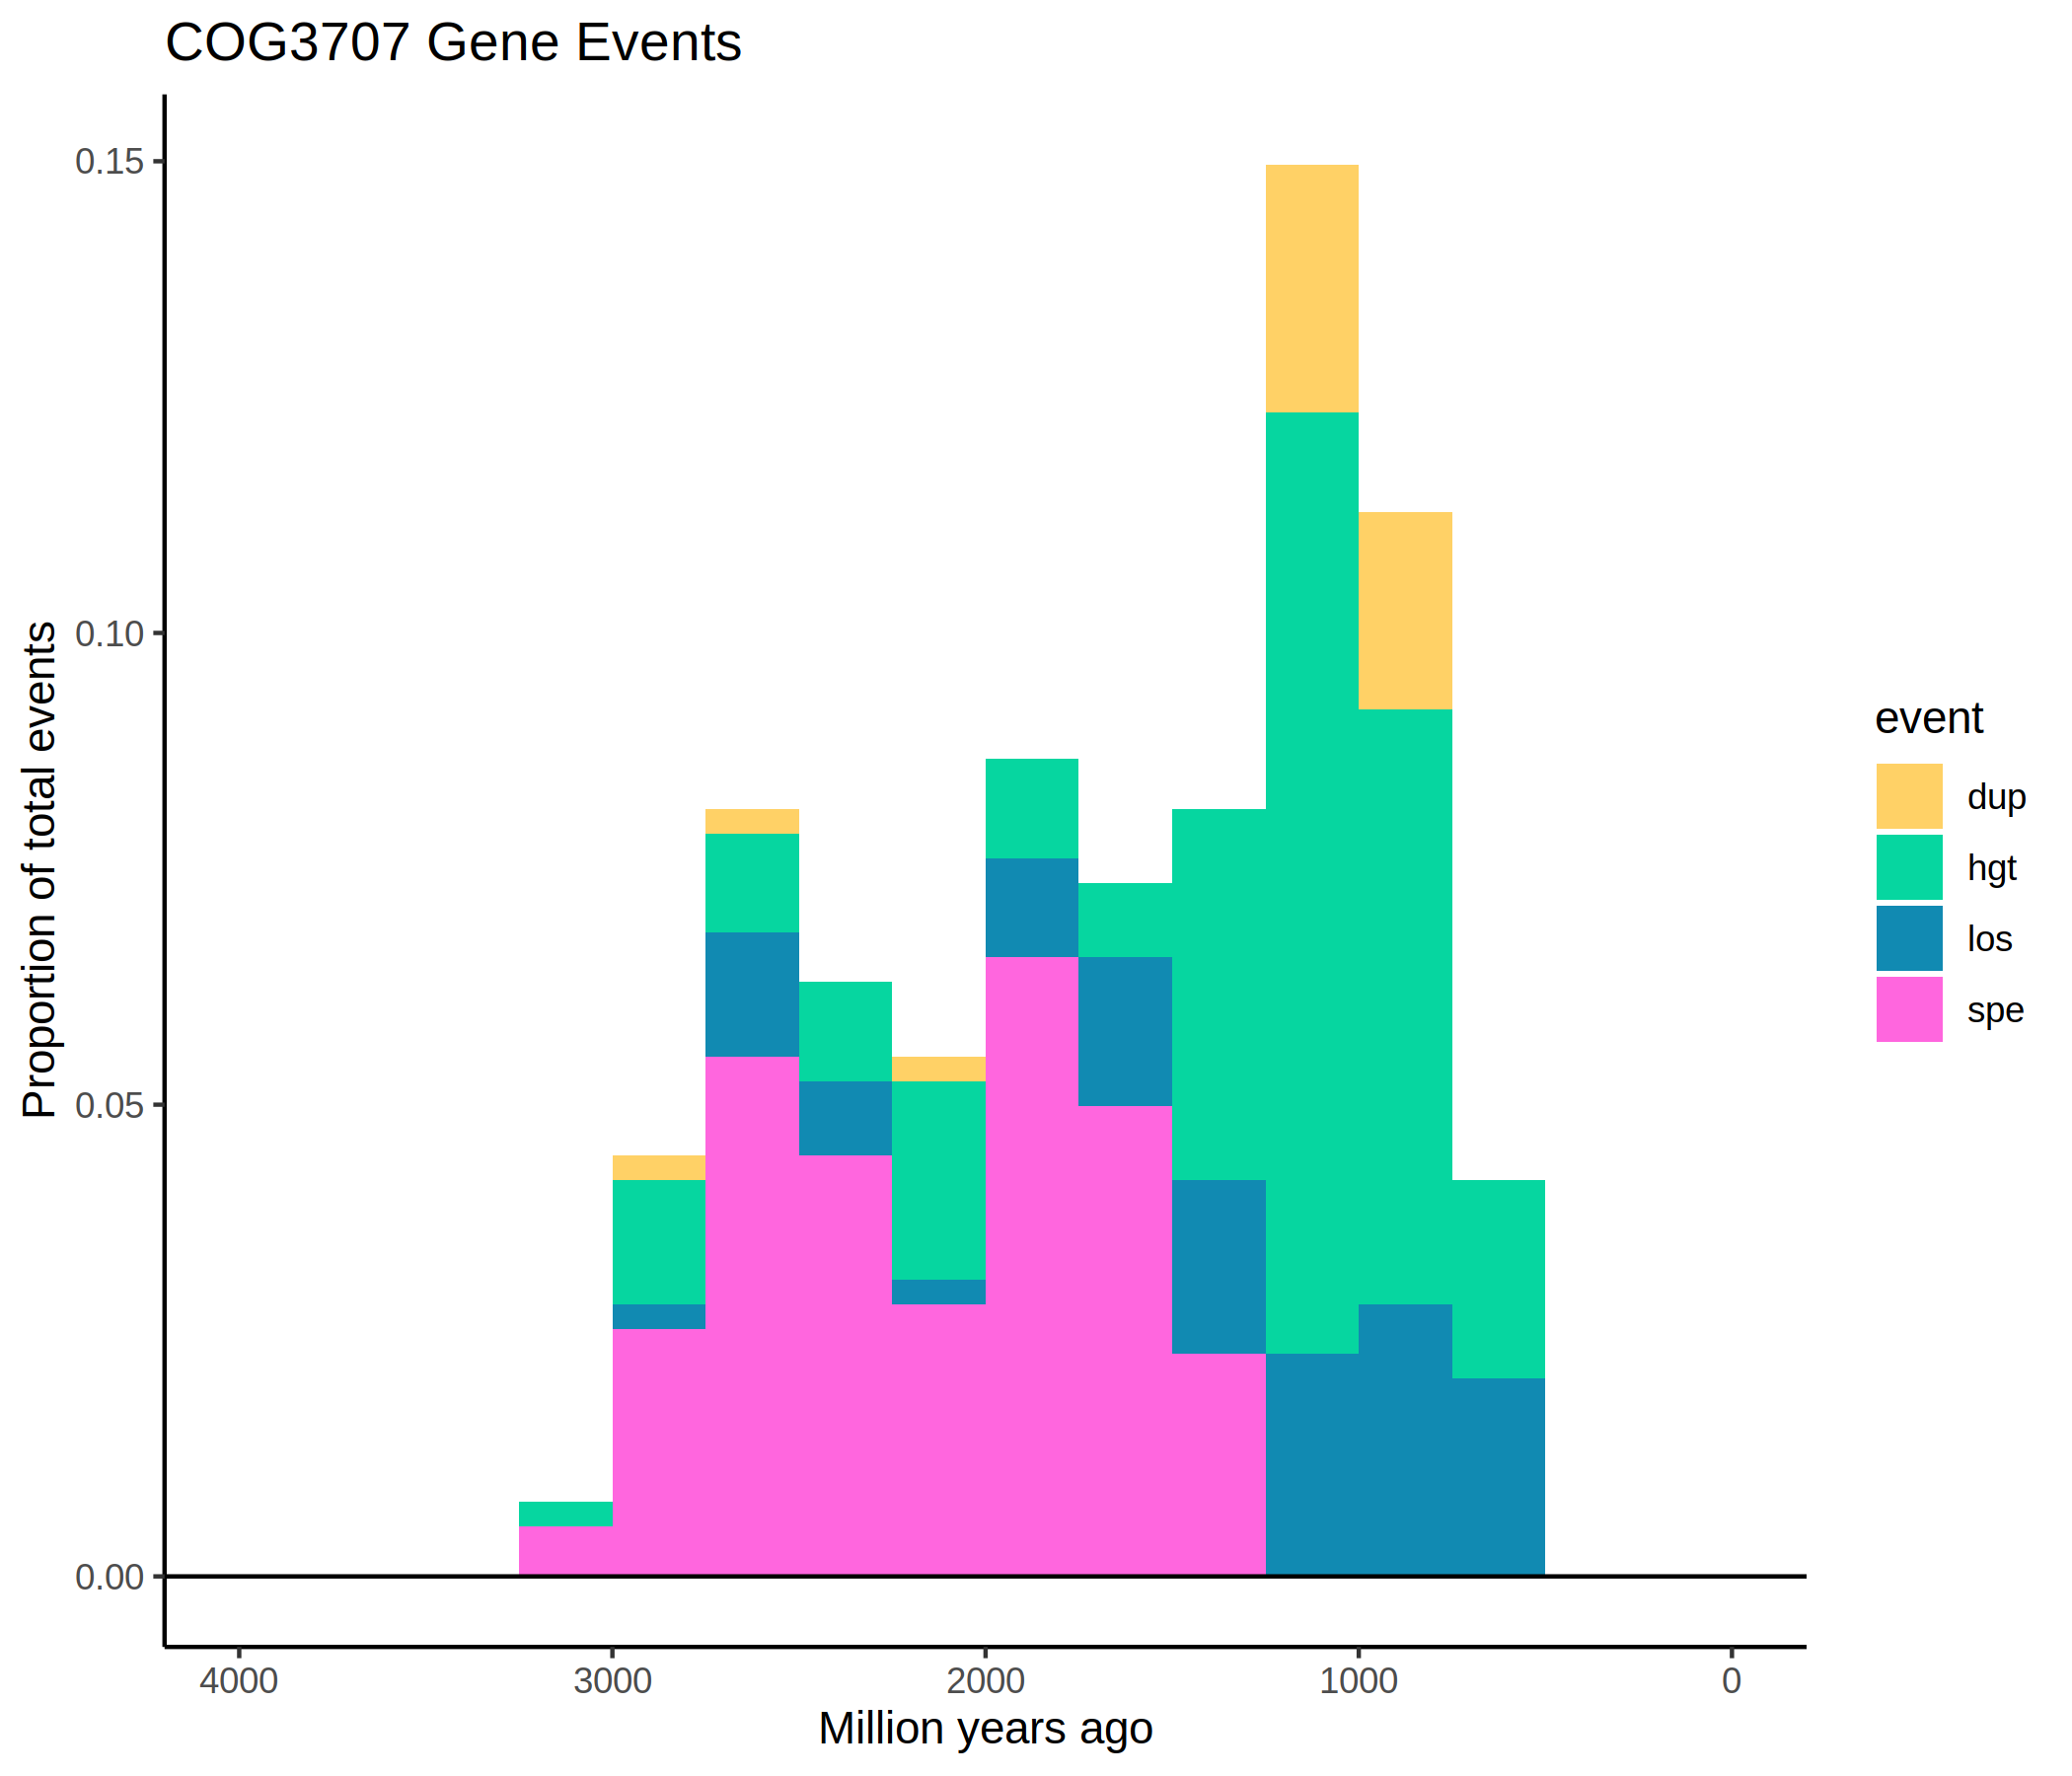 COG3707 Gene Events
Proportion of total events
0.15
0.10
0.05
0.00
4000 3000 2000 1000 0
Million years ago
event
dup
hgt
los
spe